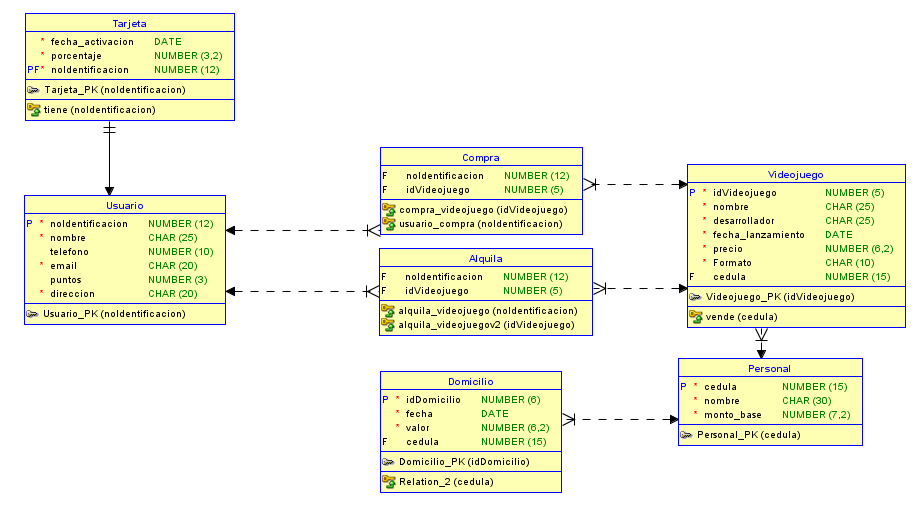 Tarjeta
* fecha_activacion DATE
* porcentaje NUMBER (3,2)
PF* noIdentificacion NUMBER (12)
Tarjeta_PK (noIdentificacion)
tiene (noIdentificacion)
Usuario
P * noIdentificacion NUMBER (12)
* nombre CHAR (25)
telefono NUMBER (10)
* email CHAR (20)
puntos NUMBER (3)
* direccion CHAR (20)
Usuario_PK (noIdentificacion)
Compra
F noIdentificacion NUMBER (12)
F idVideojuego NUMBER (5)
compra_videojuego (idVideojuego)
usuario_compra (noIdentificacion)
Alquila
F noIdentificacion NUMBER (12)
F idVideojuego NUMBER (5)
alquila_videojuego (noIdentificacion)
alquila_videojuegov2 (idVideojuego)
Domicilio
P * idDomicilio NUMBER (6)
* fecha DATE
* valor NUMBER (6,2)
F cedula NUMBER (15)
Domicilio_PK (idDomicilio)
Relation_2 (cedula)
Videojuego
P * idVideojuego NUMBER (5)
* nombre CHAR (25)
* desarrollador CHAR (25)
* fecha_lanzamiento DATE
* precio NUMBER (6,2)
* Formato CHAR (10)
F cedula NUMBER (15)
Videojuego_PK (idVideojuego)
vende (cedula)
Personal
P * cedula NUMBER (15)
* nombre CHAR (30)
* monto_base NUMBER (7,2)
Personal_PK (cedula)